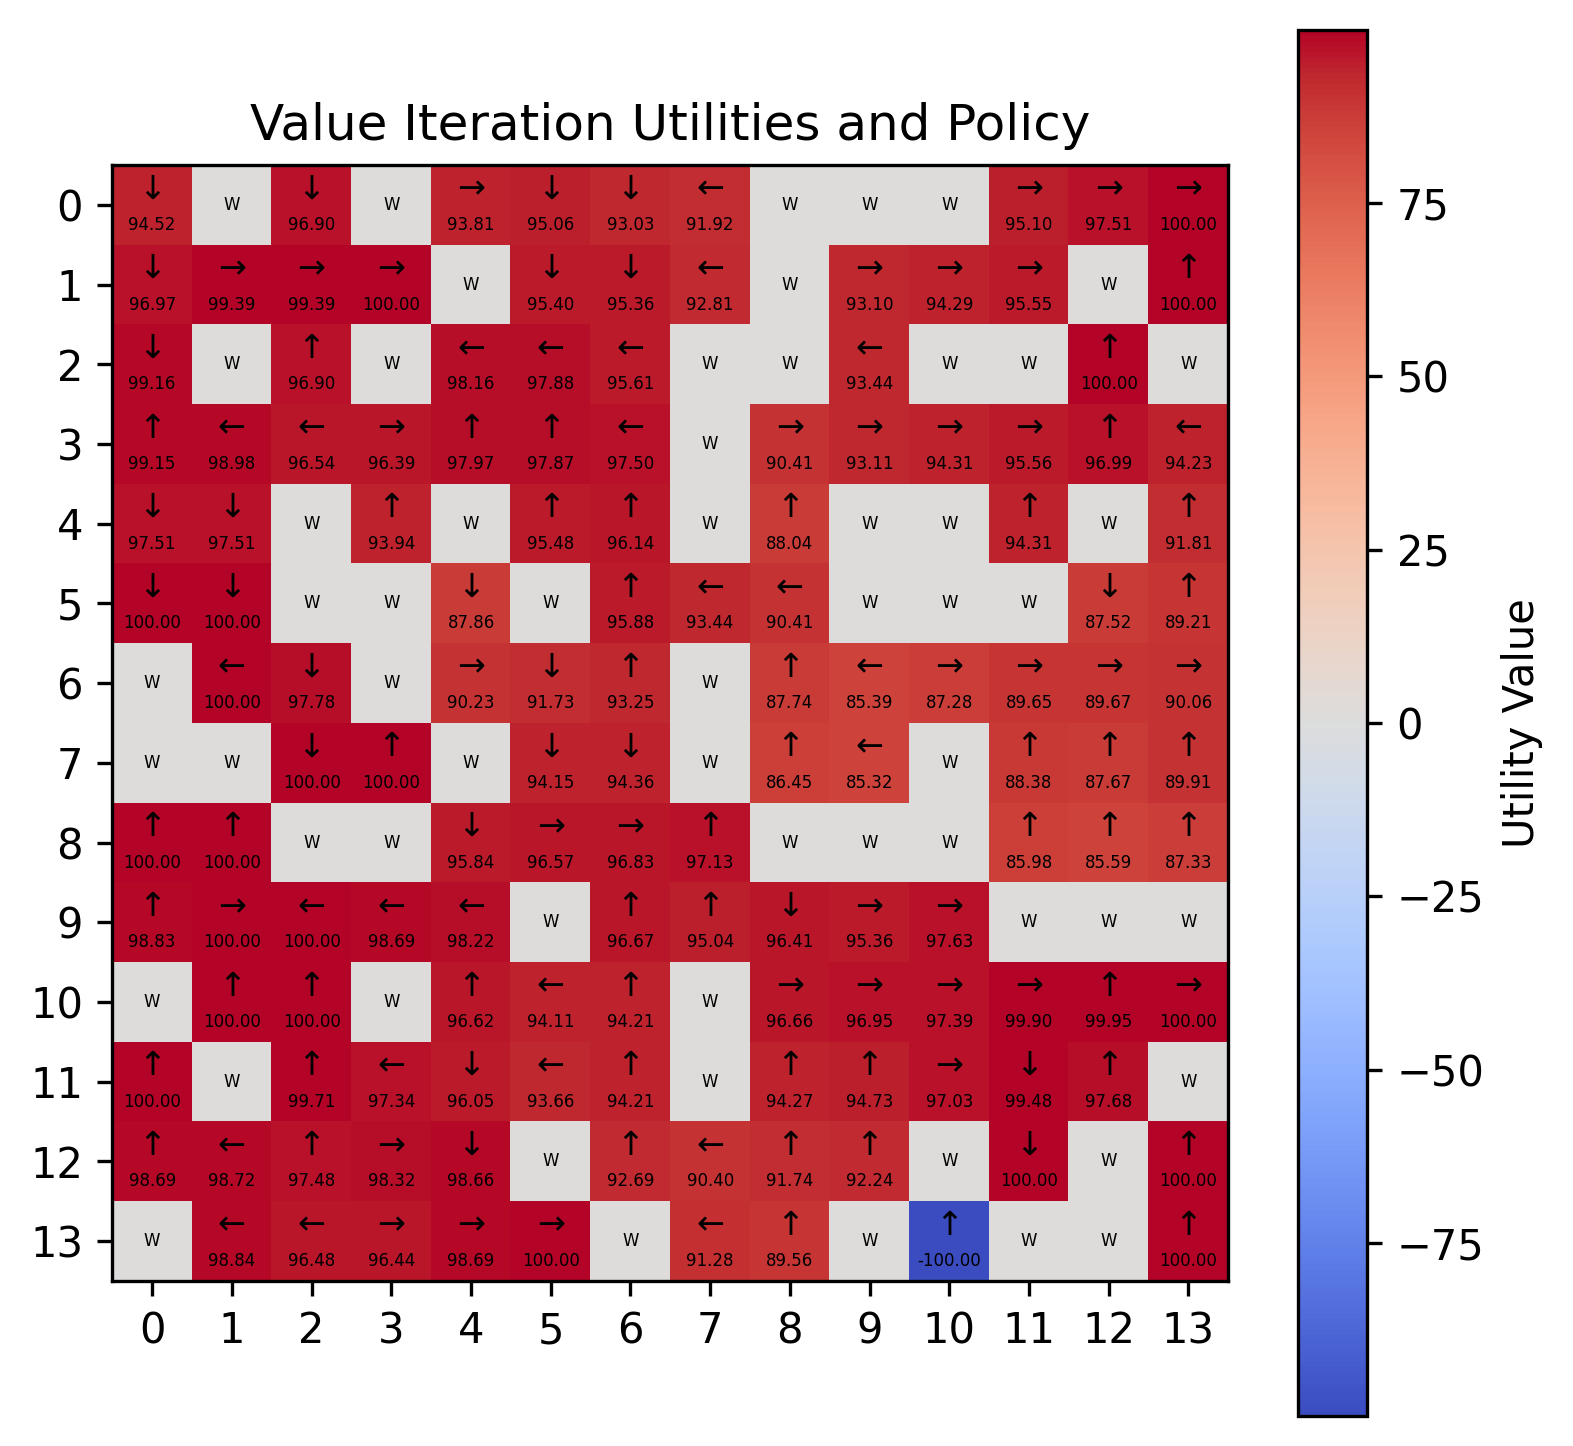 Value Iteration Utilities and Policy
0 ↓ W ↓ W → ↓ ↓ ← W W W → → →
94.52 96.90 93.81 95.06 93.03 91.92 95.10 97.51 100.00
1 ↓ → → → W ↓ ↓ ← W → → → W ↑
96.97 99.39 99.39 100.00 95.40 95.36 92.81 93.10 94.29 95.55 100.00
2 ↓ W ↑ W ← ← ← W W ← W W ↑ W
99.16 96.90 98.16 97.88 95.61 93.44 100.00
3 ↑ ← ← → ↑ ↑ ← W → → → → ↑ ←
99.15 98.98 96.54 96.39 97.97 97.87 97.50 90.41 93.11 94.31 95.56 96.99 94.23
4 ↓ ↓ W ↑ W ↑ ↑ W ↑ W W ↑ W ↑
97.51 97.51 93.94 95.48 96.14 88.04 94.31 91.81
5 ↓ ↓ W W ↓ W ↑ ← ← W W W ↓ ↑
100.00 100.00 87.86 95.88 93.44 90.41 87.52 89.21
6 W ← ↓ W → ↓ ↑ W ↑ ← → → → →
100.00 97.78 90.23 91.73 93.25 87.74 85.39 87.28 89.65 89.67 90.06
7 W W ↓ ↑ W ↓ ↓ W ↑ ← W ↑ ↑ ↑
100.00 100.00 94.15 94.36 86.45 85.32 88.38 87.67 89.91
8 ↑ ↑ W W ↓ → → ↑ W W W ↑ ↑ ↑
100.00 100.00 95.84 96.57 96.83 97.13 85.98 85.59 87.33
9 ↑ → ← ← ← W ↑ ↑ ↓ → → W W W
98.83 100.00 100.00 98.69 98.22 96.67 95.04 96.41 95.36 97.63
10 W ↑ ↑ W ↑ ← ↑ W → → → → ↑ →
100.00 100.00 96.62 94.11 94.21 96.66 96.95 97.39 99.90 99.95 100.00
11 ↑ W ↑ ← ↓ ← ↑ W ↑ ↑ → ↓ ↑ W
100.00 99.71 97.34 96.05 93.66 94.21 94.27 94.73 97.03 99.48 97.68
12 ↑ ← ↑ → ↓ W ↑ ← ↑ ↑ W ↓ W ↑
98.69 98.72 97.48 98.32 98.66 92.69 90.40 91.74 92.24 100.00 100.00
13 W ← ← → → → W ← ↑ W ↑ W W ↑
98.84 96.48 96.44 98.69 100.00 91.28 89.56 -100.00 100.00
0 1 2 3 4 5 6 7 8 9 10 11 12 13
75
50
25
0
−25
−50
−75
Utility Value